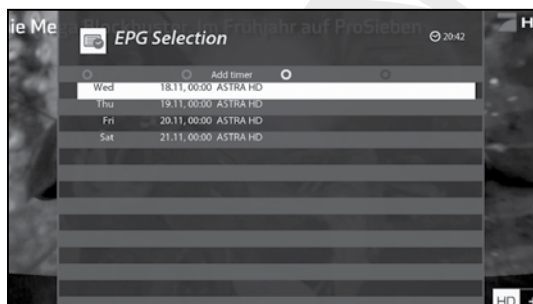 ie Mega Blockbuster. Im Frühjahr auf ProSieben
EPG Selection
20:42
H
Add timer
Wed 18.11, 00:00 ASTRA HD
Thu 19.11, 00:00 ASTRA HD
Fri 20.11, 00:00 ASTRA HD
Sat 21.11, 00:00 ASTRA HD
HD